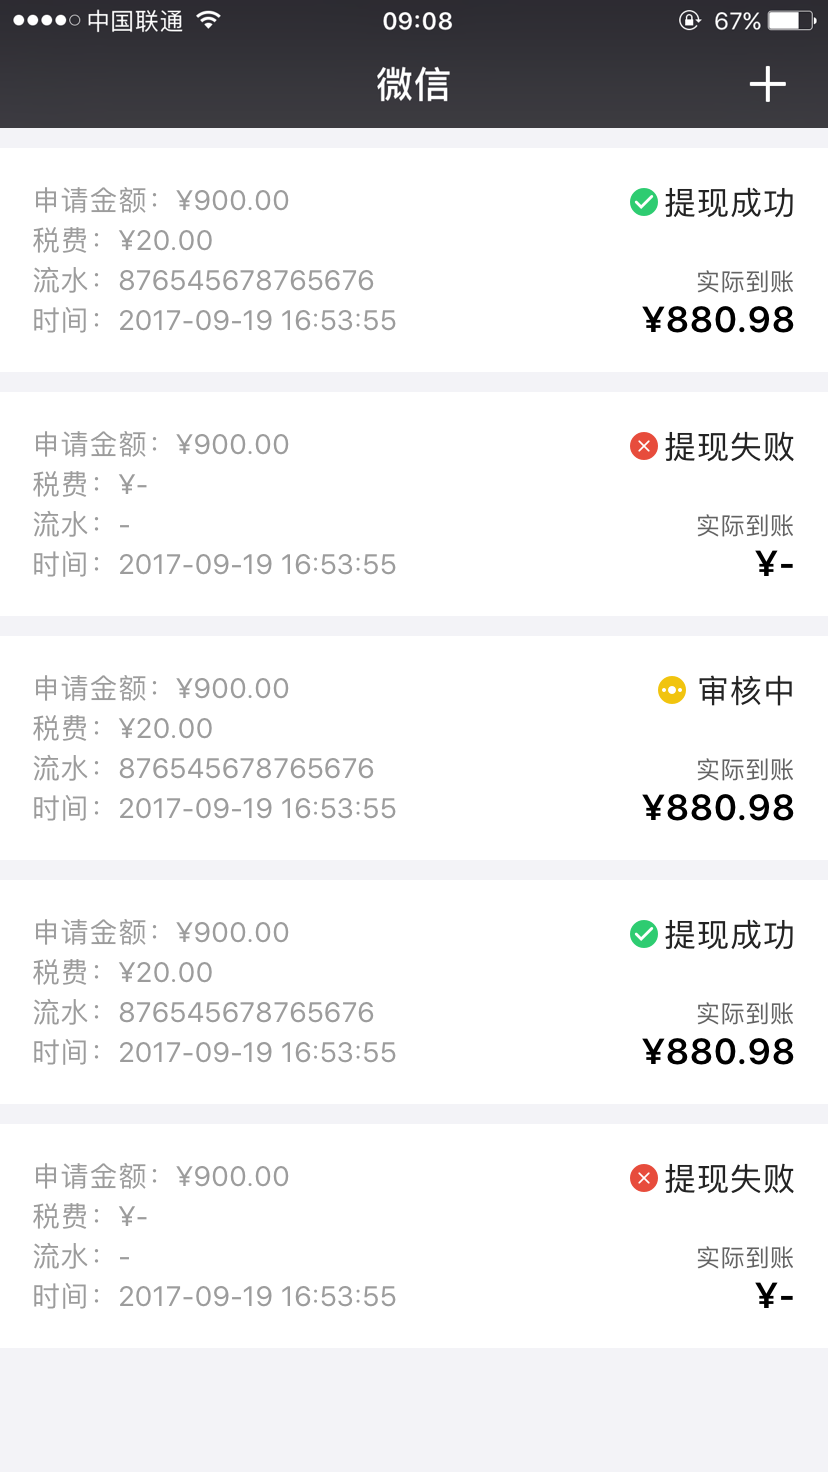 中国联通 09:08 67%
微信
申请金额：¥900.00 提现成功
税费：¥20.00
流水：876545678765676 实际到账
时间：2017-09-19 16:53:55 ¥880.98
申请金额：¥900.00 提现失败
税费：¥-
流水：- 实际到账
时间：2017-09-19 16:53:55 ¥-
申请金额：¥900.00 审核中
税费：¥20.00
流水：876545678765676 实际到账
时间：2017-09-19 16:53:55 ¥880.98
申请金额：¥900.00 提现成功
税费：¥20.00
流水：876545678765676 实际到账
时间：2017-09-19 16:53:55 ¥880.98
申请金额：¥900.00 提现失败
税费：¥-
流水：- 实际到账
时间：2017-09-19 16:53:55 ¥-